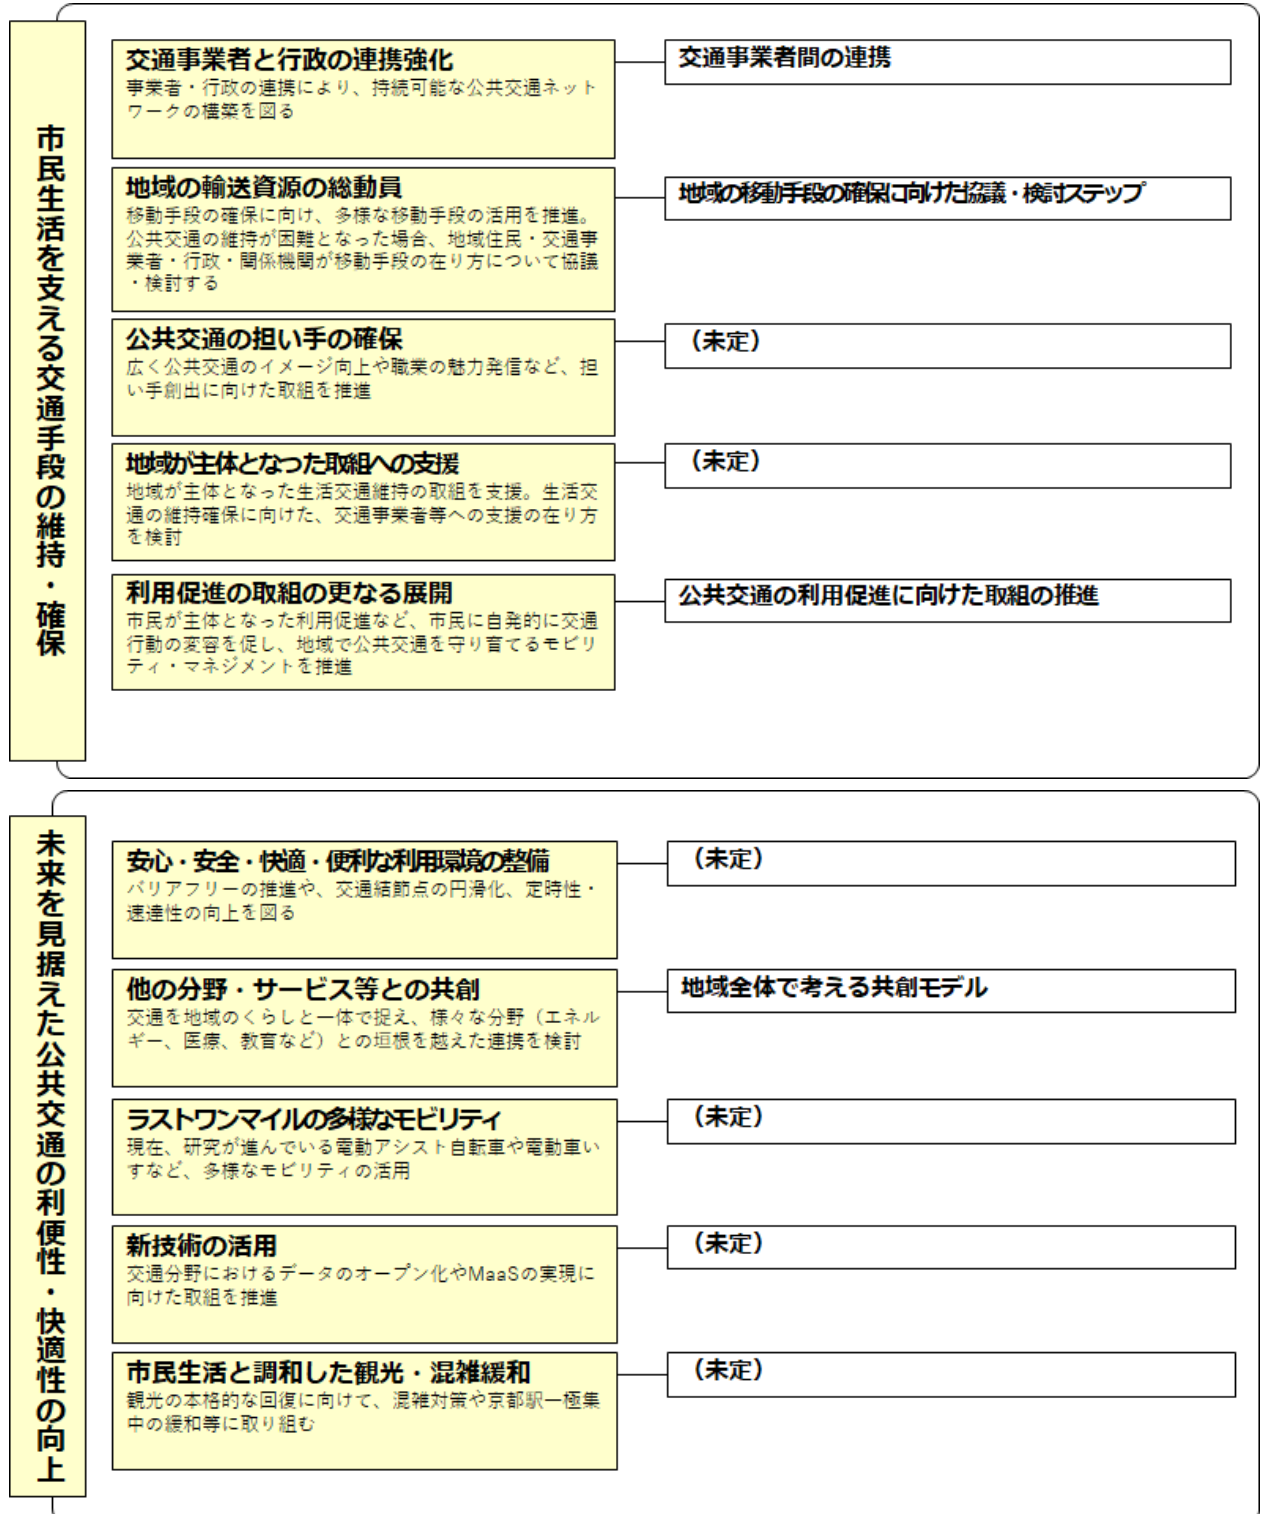 市民生活を支える交通手段の維持・確保
交通事業者と行政の連携強化
事業者・行政の連携により、持続可能な公共交通ネット
ワークの構築を図る
交通事業者間の連携
地域の輸送資源の総動員
移動手段の確保に向け、多様な移動手段の活用を推進。
公共交通の維持が困難となった場合、地域住民・交通事
業者・行政・関係機関が移動手段の在り方について協議
・検討する
地域の移動手段の確保に向けた協議・検討ステップ
公共交通の担い手の確保
広く公共交通のイメージ向上や職業の魅力発信など、担
い手創出に向けた取組を推進
（未定）
地域が主体となった取組への支援
地域が主体となった生活交通維持の取組を支援。生活交
通の維持確保に向けた、交通事業者等への支援の在り方
を検討
（未定）
利用促進の取組の更なる展開
市民が主体となった利用促進など、市民に自発的に交通
行動の変容を促し、地域で公共交通を守り育てるモビリ
ティ・マネジメントを推進
公共交通の利用促進に向けた取組の推進
未来を見据えた公共交通の利便性・快適性の向上
安心・安全・快適・便利な利用環境の整備
バリアフリーの推進や、交通結節点の円滑化、定時性・
速達性の向上を図る
（未定）
他の分野・サービス等との共創
交通を地域のくらしと一体で捉え、様々な分野（エネル
ギー、医療、教育など）との垣根を越えた連携を検討
地域全体で考える共創モデル
ラストワンマイルの多様なモビリティ
現在、研究が進んでいる電動アシスト自転車や電動車い
すなど、多様なモビリティの活用
（未定）
新技術の活用
交通分野におけるデータのオープン化やMaaSの実現に
向けた取組を推進
（未定）
市民生活と調和した観光・混雑緩和
観光の本格的な回復に向けて、混雑対策や京都駅一極集
中の緩和等に取り組む
（未定）